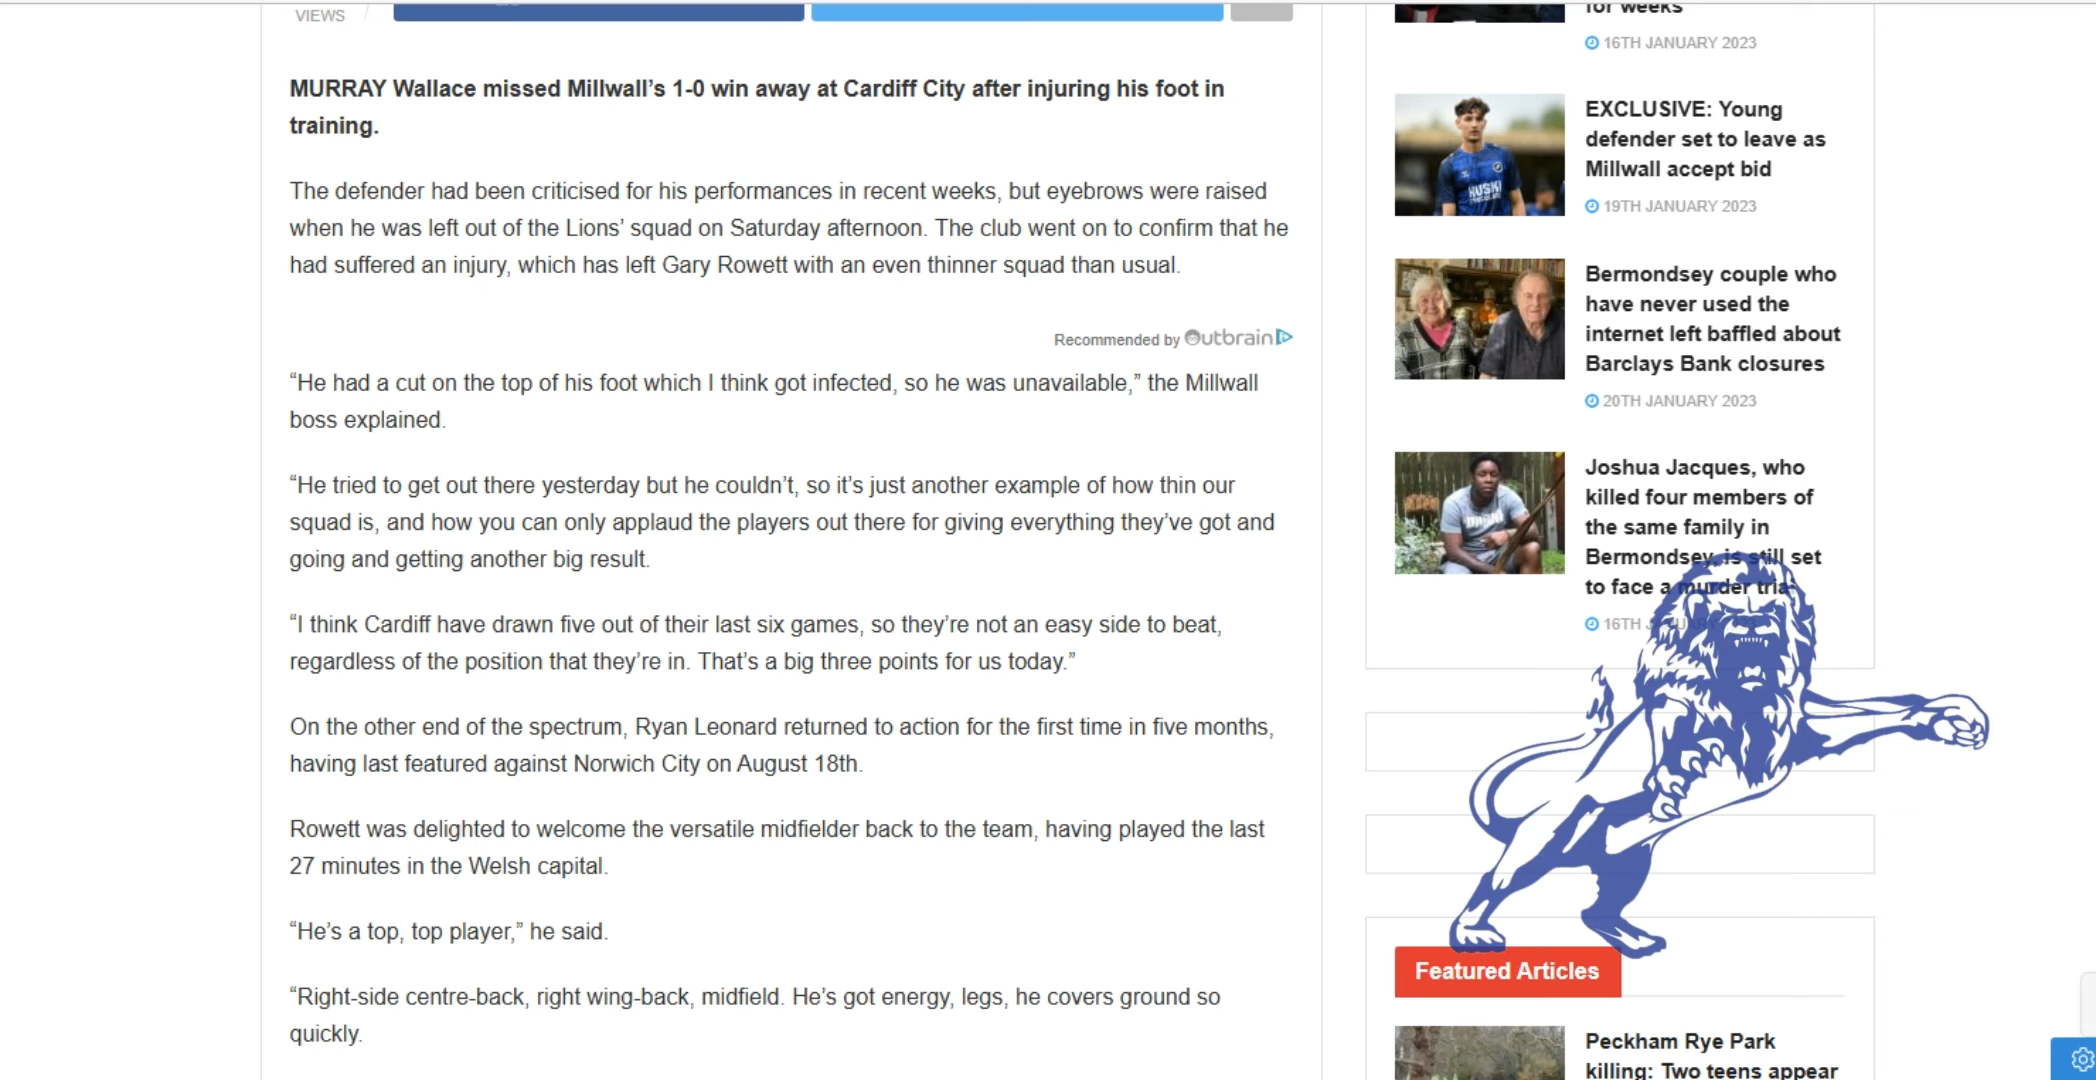 VIEWS
MURRAY Wallace missed Millwall’s 1-0 win away at Cardiff City after injuring his foot in
training.
The defender had been criticised for his performances in recent weeks, but eyebrows were raised
when he was left out of the Lions’ squad on Saturday afternoon. The club went on to confirm that he
had suffered an injury, which has left Gary Rowett with an even thinner squad than usual.
Recommended by Outbrain
“He had a cut on the top of his foot which I think got infected, so he was unavailable,” the Millwall
boss explained.
“He tried to get out there yesterday but he couldn’t, so it’s just another example of how thin our
squad is, and how you can only applaud the players out there for giving everything they’ve got and
going and getting another big result.
“I think Cardiff have drawn five out of their last six games, so they’re not an easy side to beat,
regardless of the position that they’re in. That’s a big three points for us today.”
On the other end of the spectrum, Ryan Leonard returned to action for the first time in five months,
having last featured against Norwich City on August 18th.
Rowett was delighted to welcome the versatile midfielder back to the team, having played the last
27 minutes in the Welsh capital.
“He’s a top, top player,” he said.
“Right-side centre-back, right wing-back, midfield. He’s got energy, legs, he covers ground so
quickly.
for weeks
16TH JANUARY 2023
EXCLUSIVE: Young
defender set to leave as
Millwall accept bid
19TH JANUARY 2023
HUSKI
Bermondsey couple who
have never used the
internet left baffled about
Barclays Bank closures
20TH JANUARY 2023
Joshua Jacques, who
killed four members of
the same family in
Bermondsey, is still set
to face a murder trial
16TH JANUARY
Featured Articles
Peckham Rye Park
killing: Two teens appear